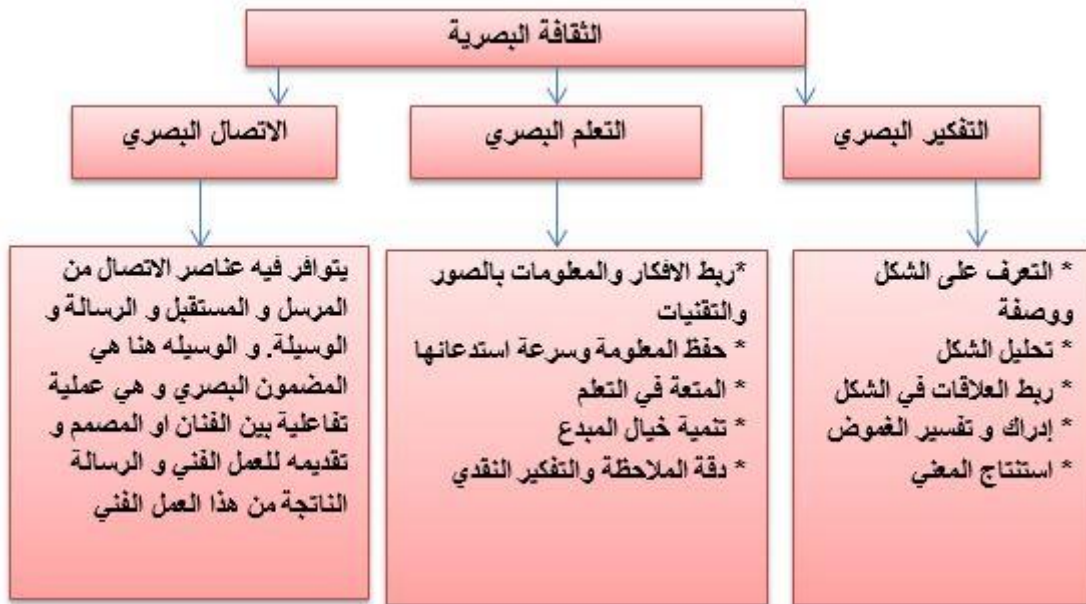 الثقافة البصرية
التفكير البصري
التعلم البصري
الاتصال البصري
* التعرف على الشكل
ووصفة
* تحليل الشكل
* ربط العلاقات في الشكل
* إدراك و تفسير الغموض
* استنتاج المعني
*ربط الافكار والمعلومات بالصور
والتقنيات
* حفظ المعلومة وسرعة استدعائها
* المتعة في التعلم
* تنمية خيال المبدع
* دقة الملاحظة والتفكير النقدي
يتوافر فيه عناصر الاتصال من
المرسل و المستقبل و الرسالة و
الوسيلة. و الوسيله هنا هي
المضمون البصري و هي عملية
تفاعلية بين الفنان او المصمم و
تقديمه للعمل الفني و الرسالة
الناتجة من هذا العمل الفني